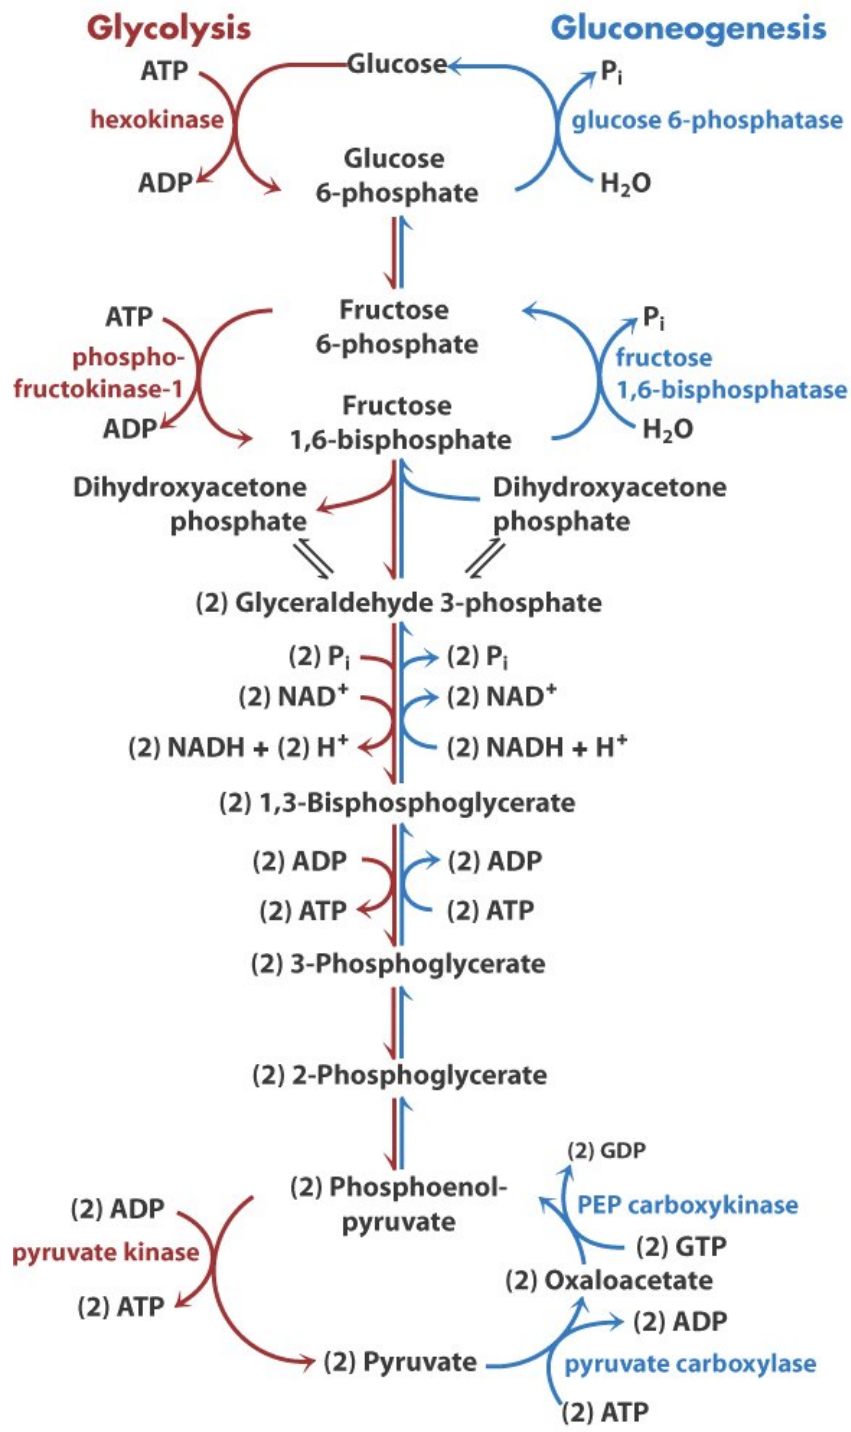 Glycolysis
Gluconeogenesis
ATP
Glucose
Pi
hexokinase
glucose 6-phosphatase
ADP
Glucose
6-phosphate
H2O
ATP
Fructose
6-phosphate
Pi
phospho-
fructokinase-1
fructose
1,6-bisphosphatase
ADP
Fructose
1,6-bisphosphate
H2O
Dihydroxyacetone
phosphate
Dihydroxyacetone
phosphate
(2) Glyceraldehyde 3-phosphate
(2) Pi
(2) Pi
(2) NAD+
(2) NAD+
(2) NADH + (2) H+
(2) NADH + H+
(2) 1,3-Bisphosphoglycerate
(2) ADP
(2) ADP
(2) ATP
(2) ATP
(2) 3-Phosphoglycerate
(2) 2-Phosphoglycerate
(2) GDP
(2) Phosphoenol-
pyruvate
PEP carboxykinase
(2) ADP
(2) GTP
pyruvate kinase
(2) Oxaloacetate
(2) ATP
(2) ADP
(2) Pyruvate
pyruvate carboxylase
(2) ATP